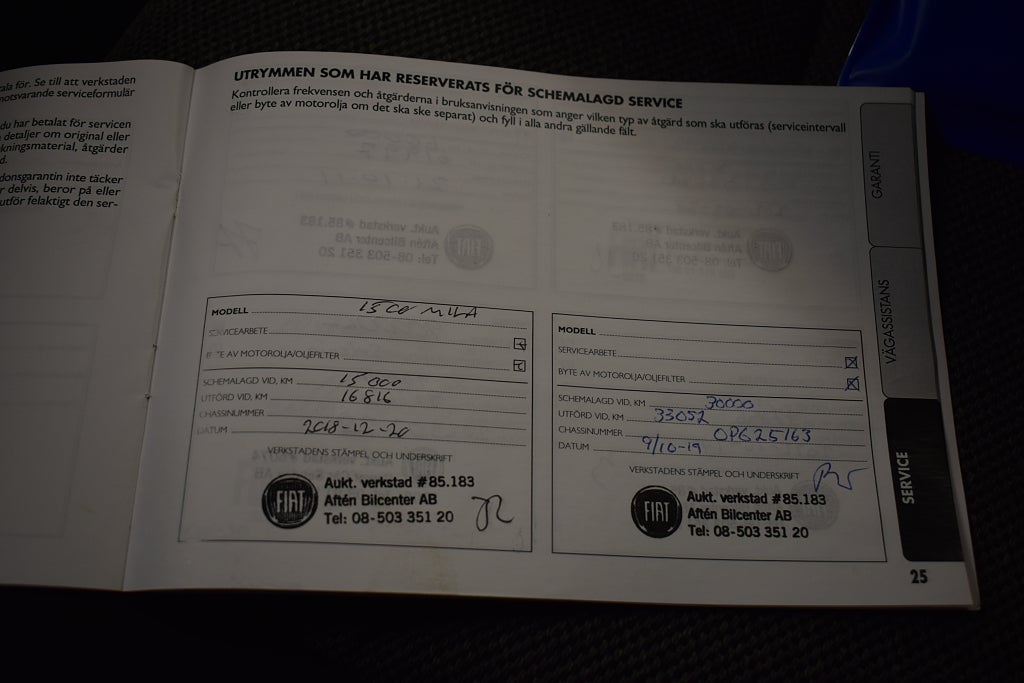 ala för. Se till att verkstaden
motsvarande serviceformulär
du har betalat för servicen
detaljer om original eller
kningsmaterial, åtgärder
d.
donsgarantin inte täcker
r delvis, beror på eller
utför felaktigt den ser-
UTRYMMEN SOM HAR RESERVERATS FÖR SCHEMALAGD SERVICE
Kontrollera frekvensen och åtgärderna i bruksanvisningen som anger vilken typ av åtgärd som ska utföras (serviceintervall
eller byte av motorolja om det ska ske separat) och fyll i alla andra gällande fält.
MODELL 1500 MILA
SERVICEARBETE
BYTE AV MOTOROLJA/OLJEFILTER
SCHEMALAGD VID, KM 15 000
UTFÖRD VID, KM 16816
CHASSINUMMER
DATUM 2018-12-20
VERKSTADENS STÄMPEL OCH UNDERSKRIFT
FIAT
Aukt. verkstad #85.183
Aftén Bilcenter AB
Tel: 08-503 351 20
MODELL
SERVICEARBETE
BYTE AV MOTOROLJA/OLJEFILTER
SCHEMALAGD VID, KM 30000
UTFÖRD VID, KM 33052
CHASSINUMMER OP625163
DATUM 9/10-19
VERKSTADENS STÄMPEL OCH UNDERSKRIFT
FIAT
Aukt. verkstad #85.183
Aftén Bilcenter AB
Tel: 08-503 351 20
GARANTI
VÄGASSISTANS
SERVICE
25